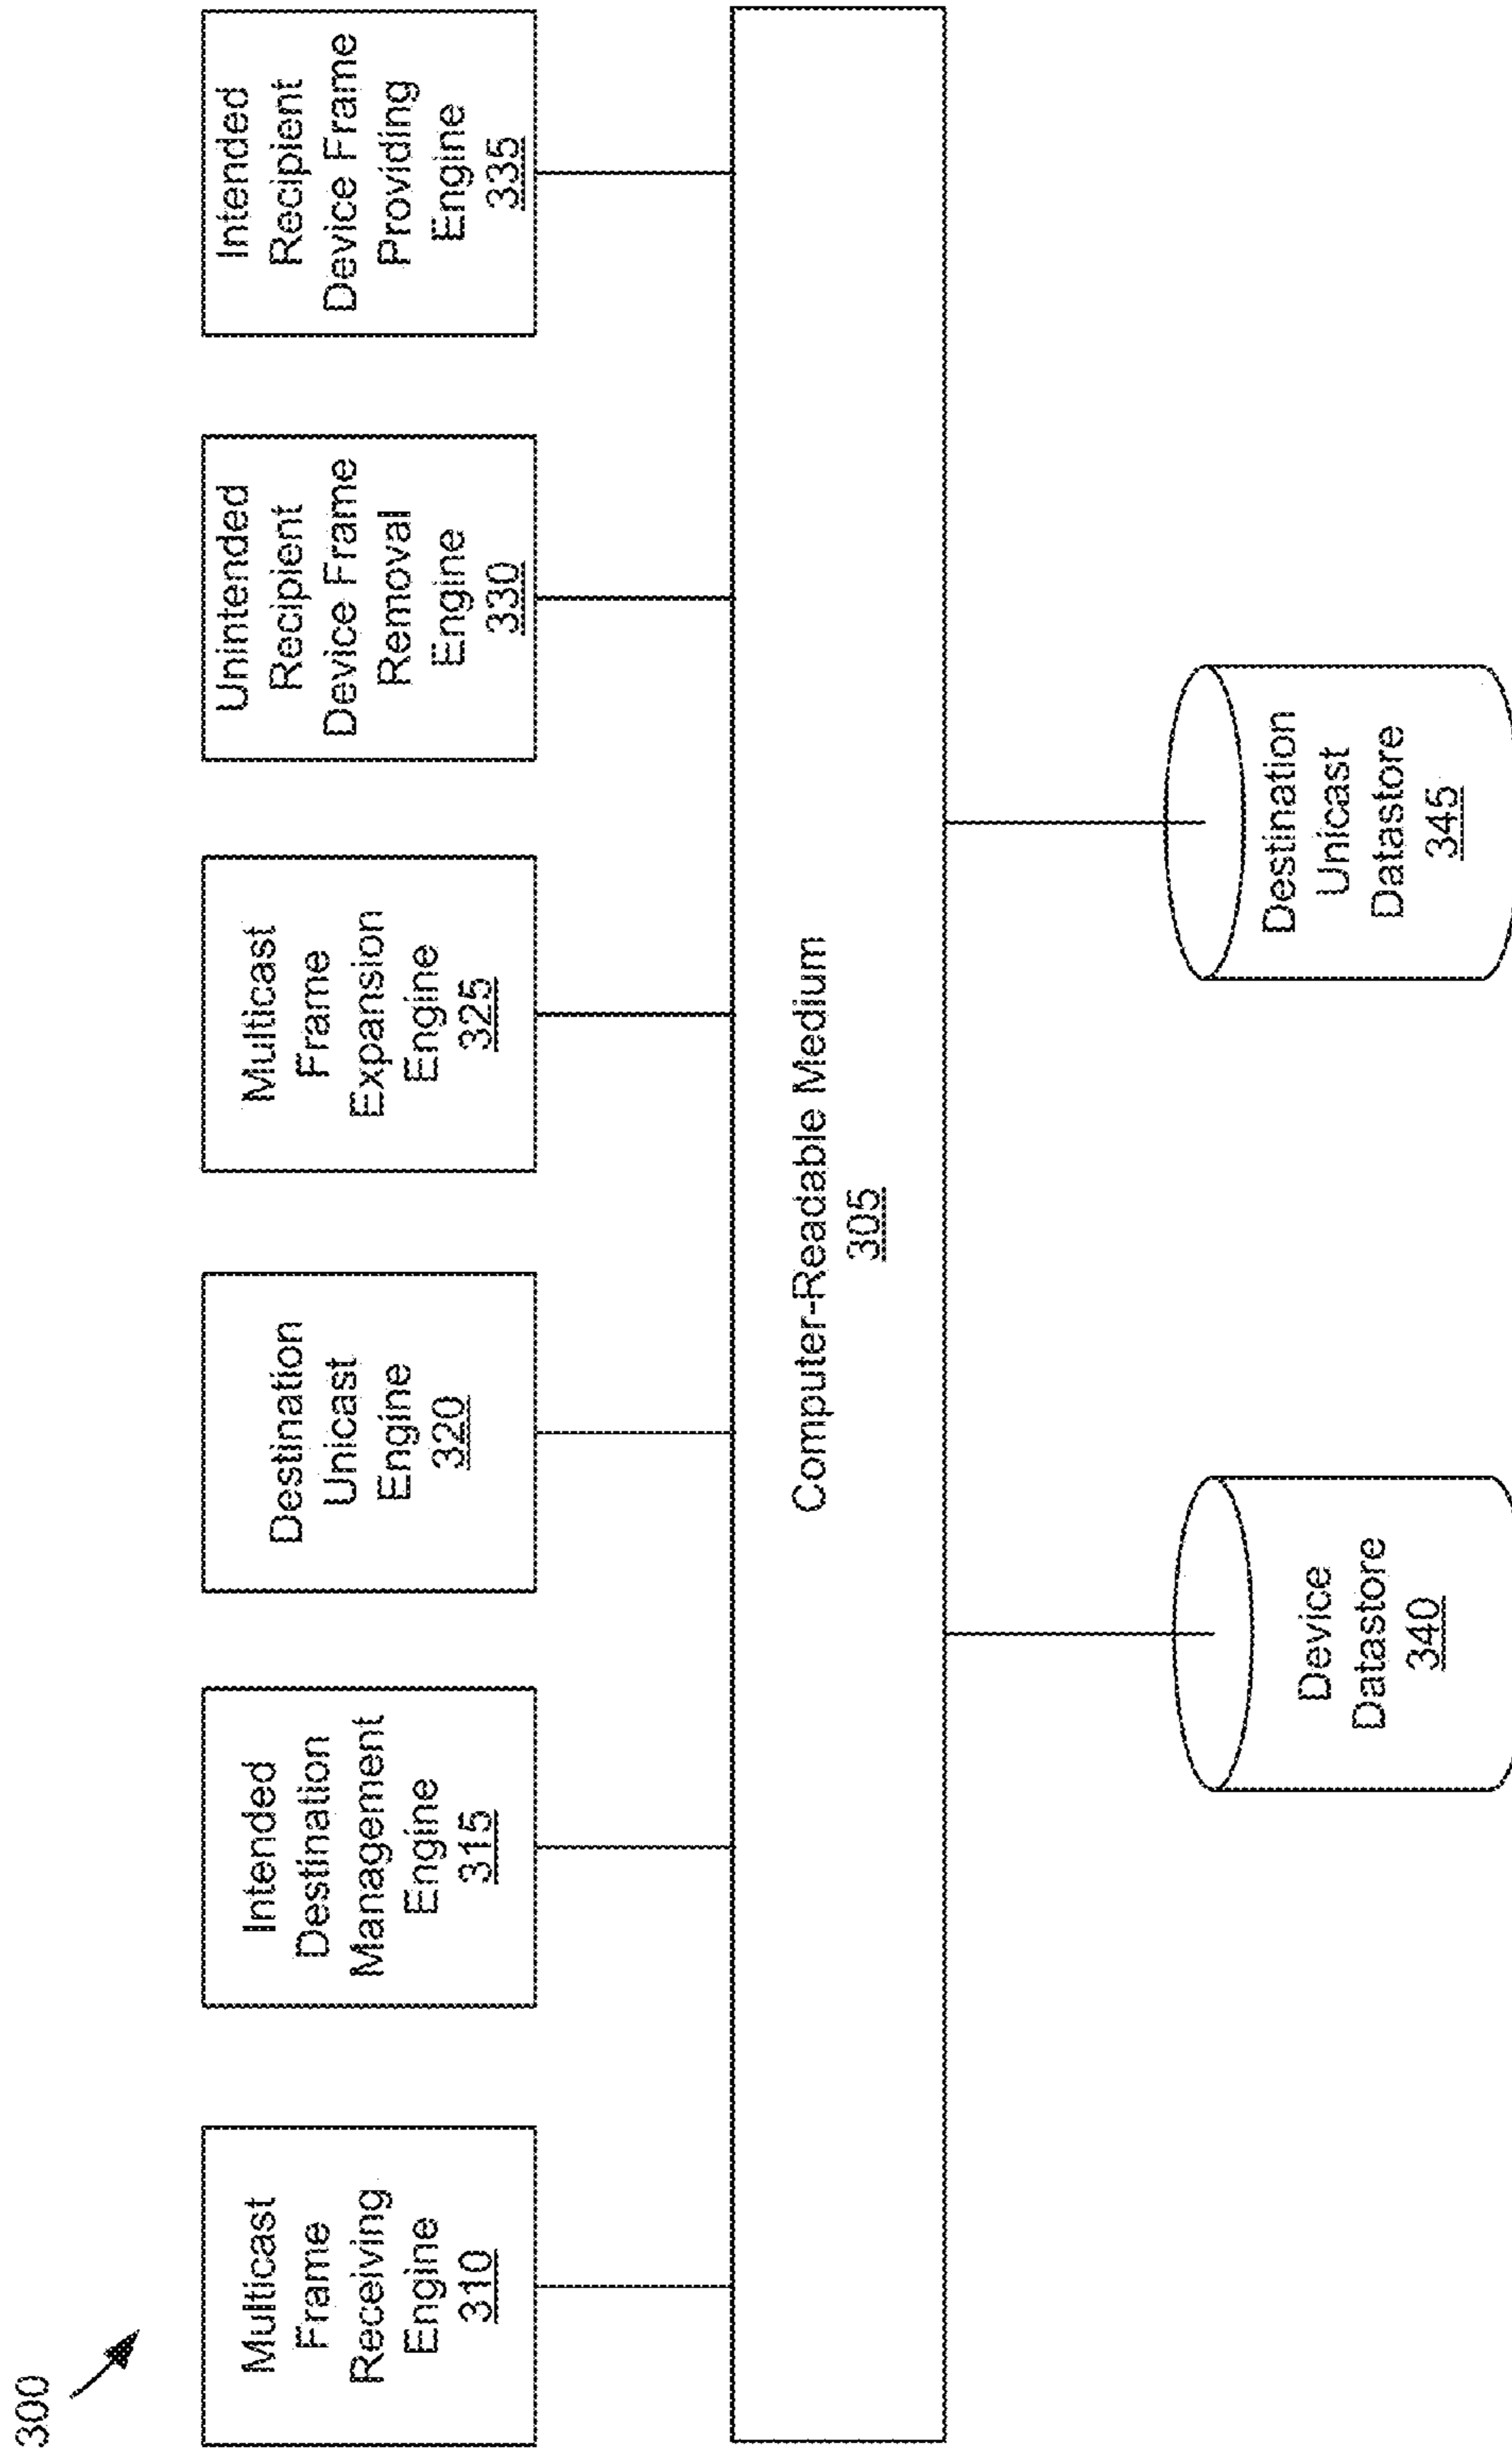 300
Multicast
Frame
Receiving
Engine
310
Intended
Destination
Management
Engine
315
Destination
Unicast
Engine
320
Multicast
Frame
Expansion
Engine
325
Unintended
Recipient
Device Frame
Removal
Engine
330
Intended
Recipient
Device Frame
Providing
Engine
335
Computer-Readable Medium
305
Device
Datastore
340
Destination
Unicast
Datastore
345